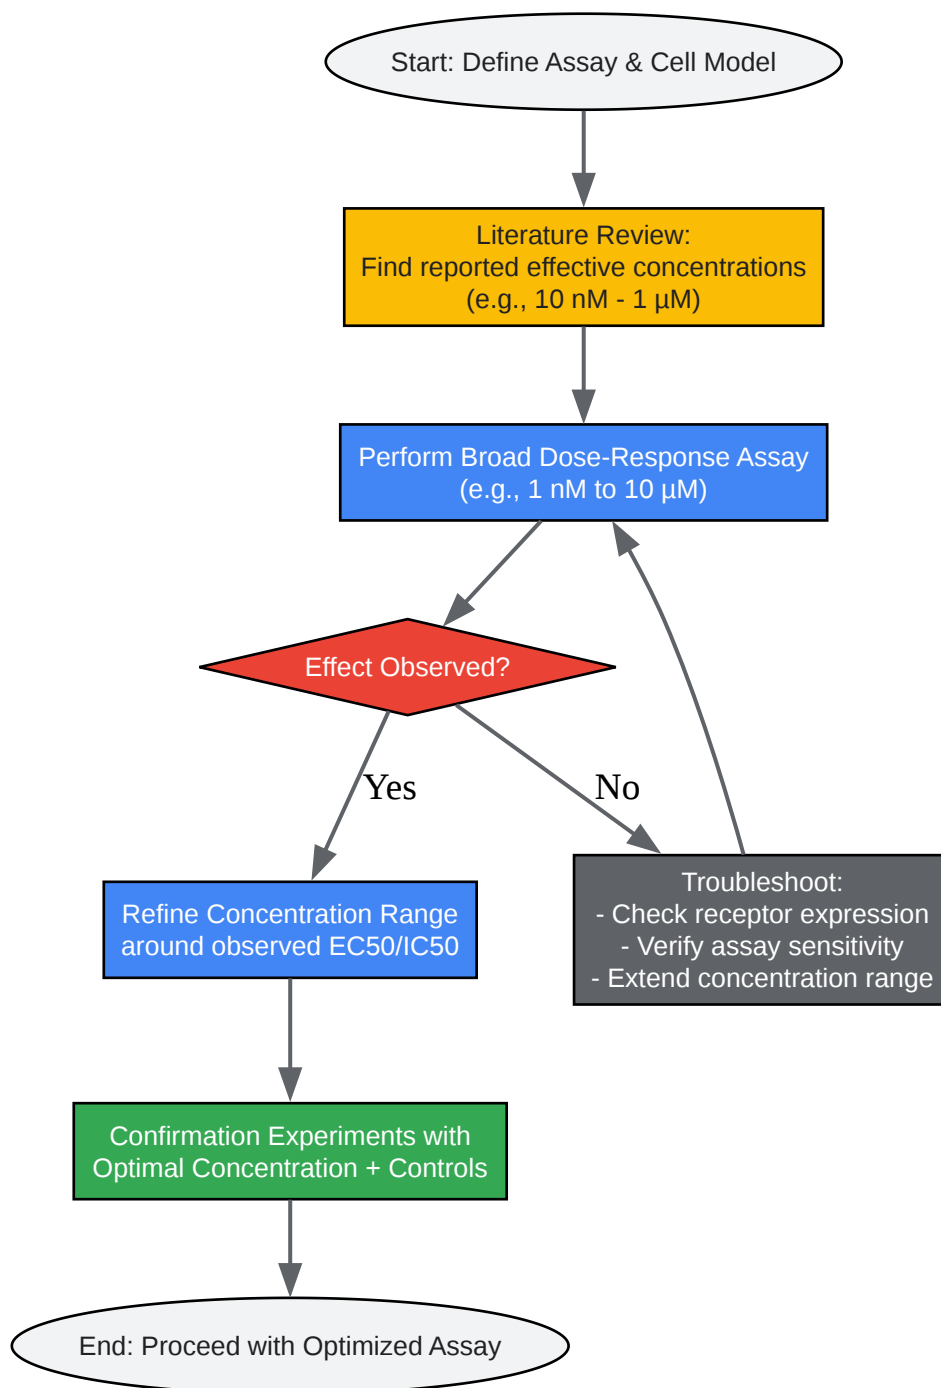 Start: Define Assay & Cell Model
Literature Review:
Find reported effective concentrations
(e.g., 10 nM - 1 µM)
Perform Broad Dose-Response Assay
(e.g., 1 nM to 10 µM)
Effect Observed?
Yes
No
Refine Concentration Range
around observed EC50/IC50
Troubleshoot:
- Check receptor expression
- Verify assay sensitivity
- Extend concentration range
Confirmation Experiments with
Optimal Concentration + Controls
End: Proceed with Optimized Assay